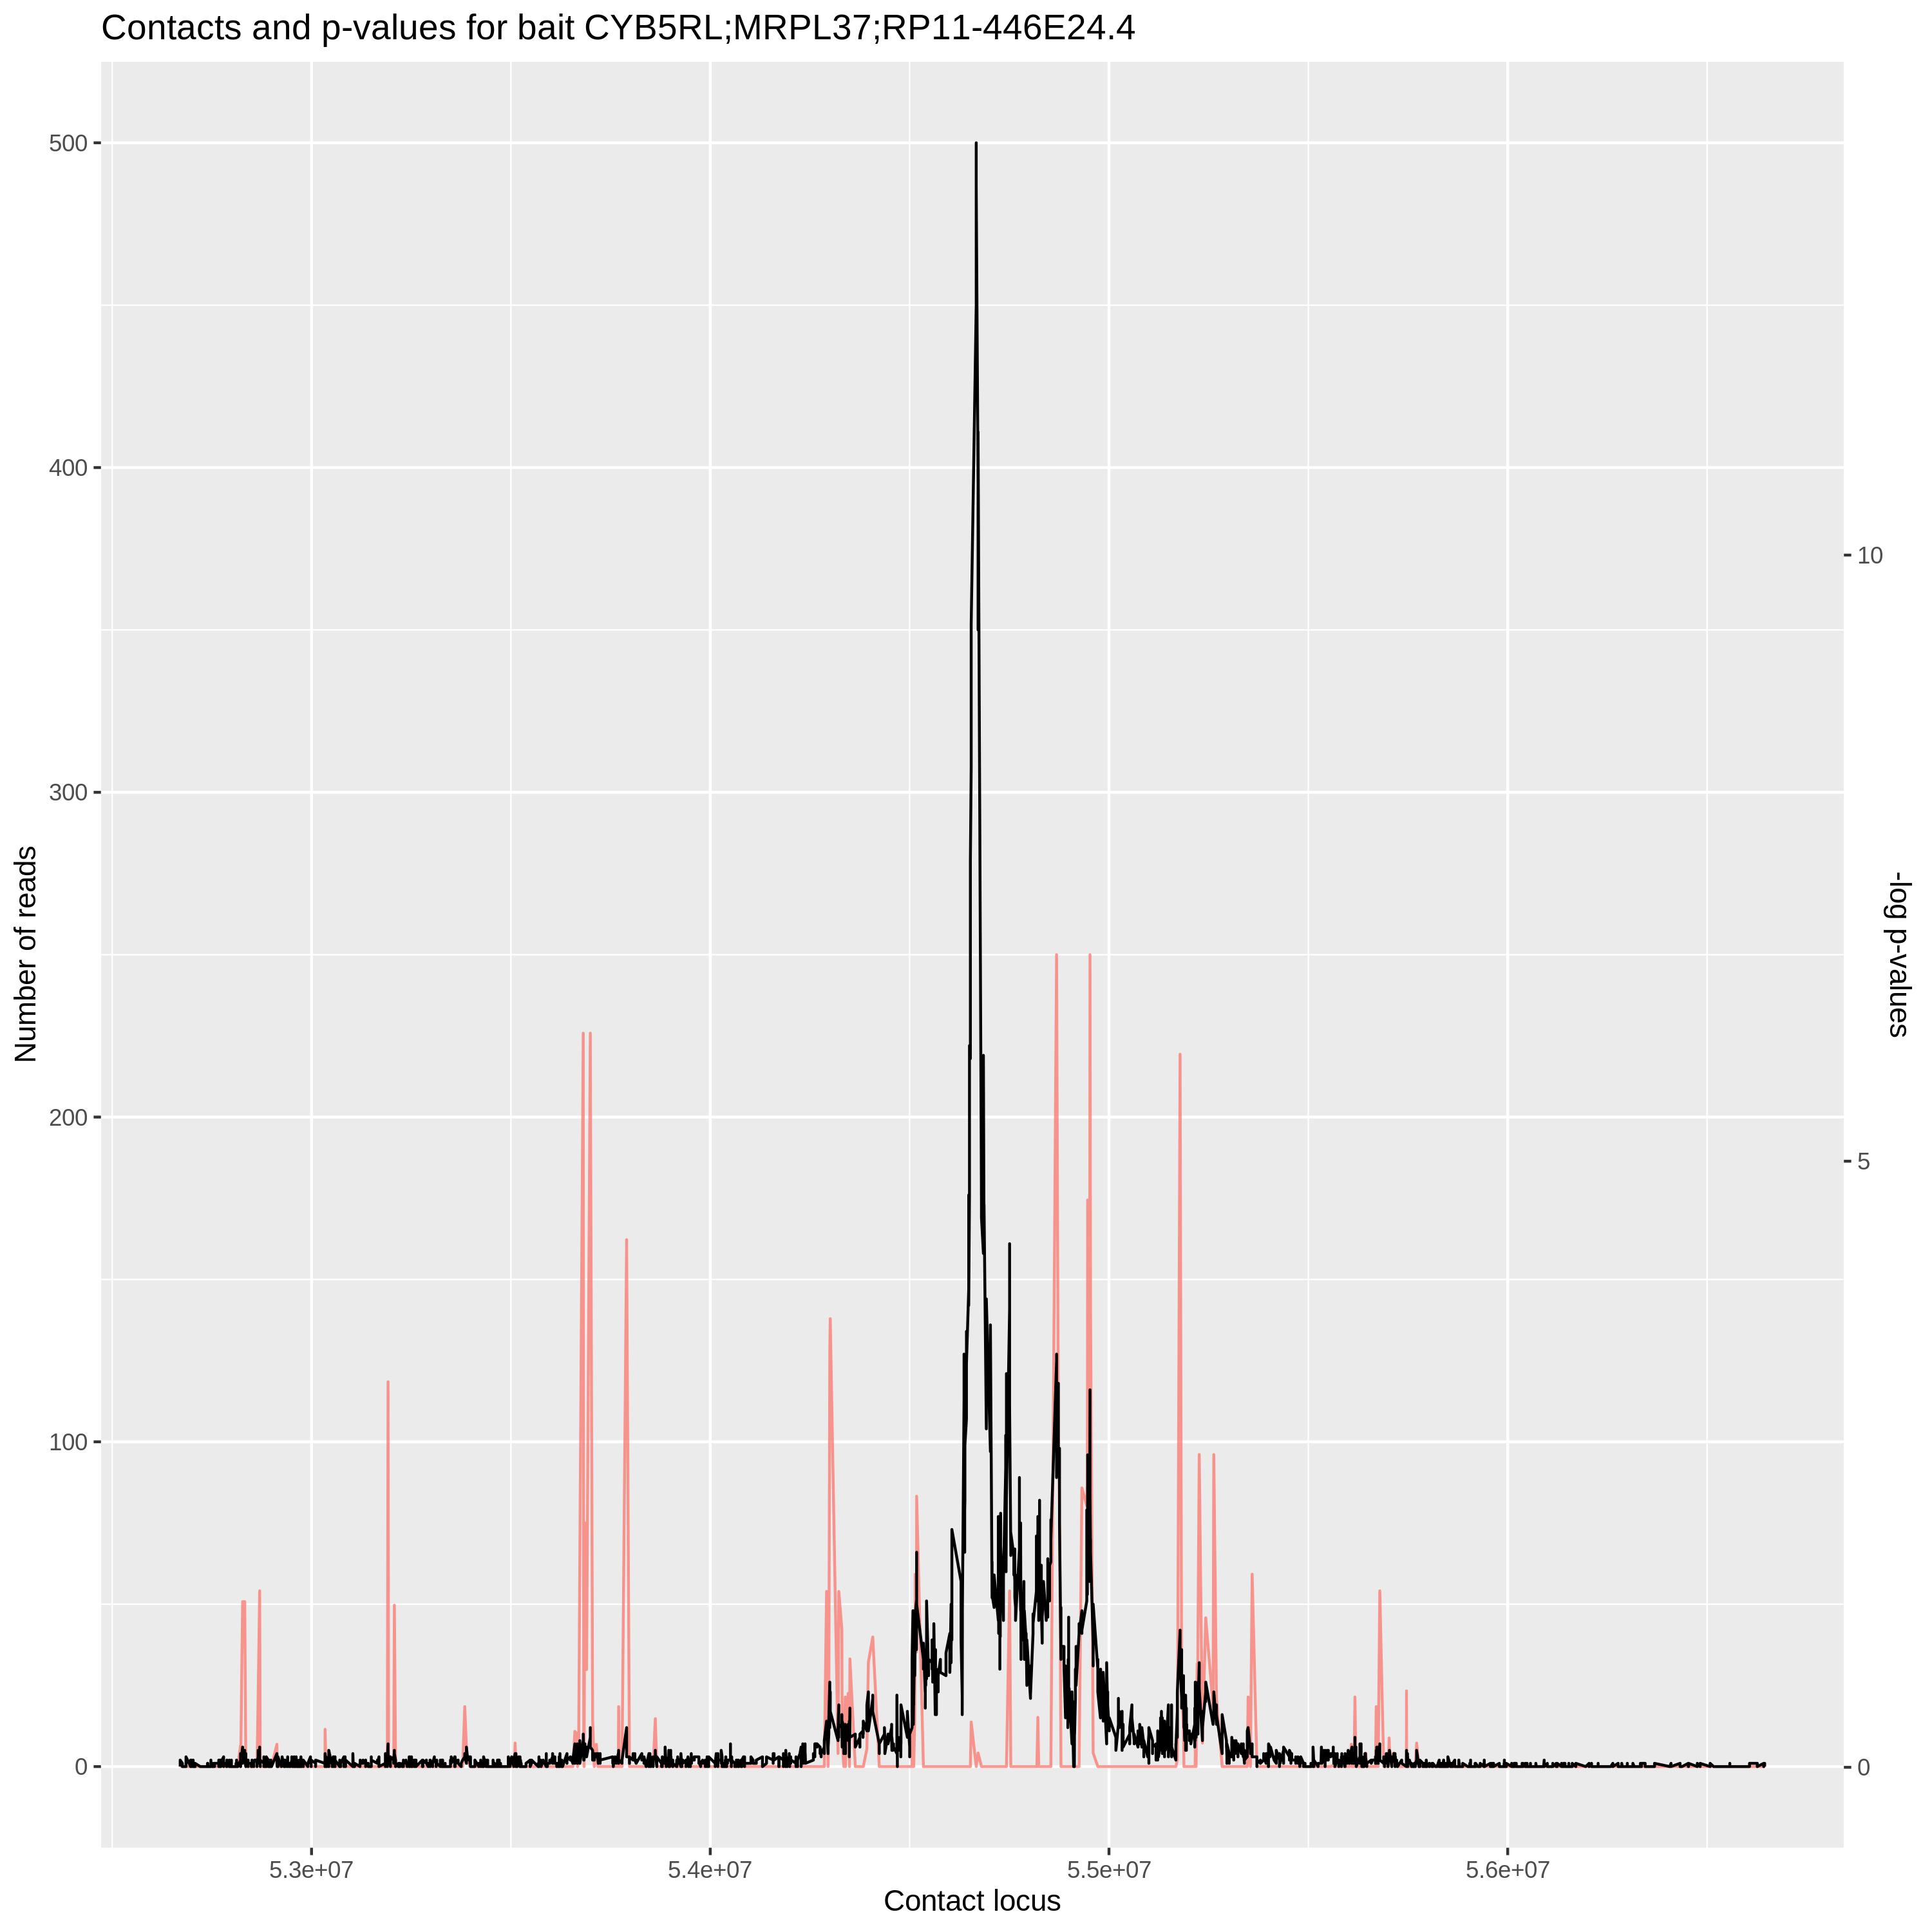 Contacts and p-values for bait CYB5RL;MRPL37;RP11-446E24.4
500
400
300
200
100
0
Number of reads
10
5
0
-log p-values
5.3e+07 5.4e+07 5.5e+07 5.6e+07
Contact locus